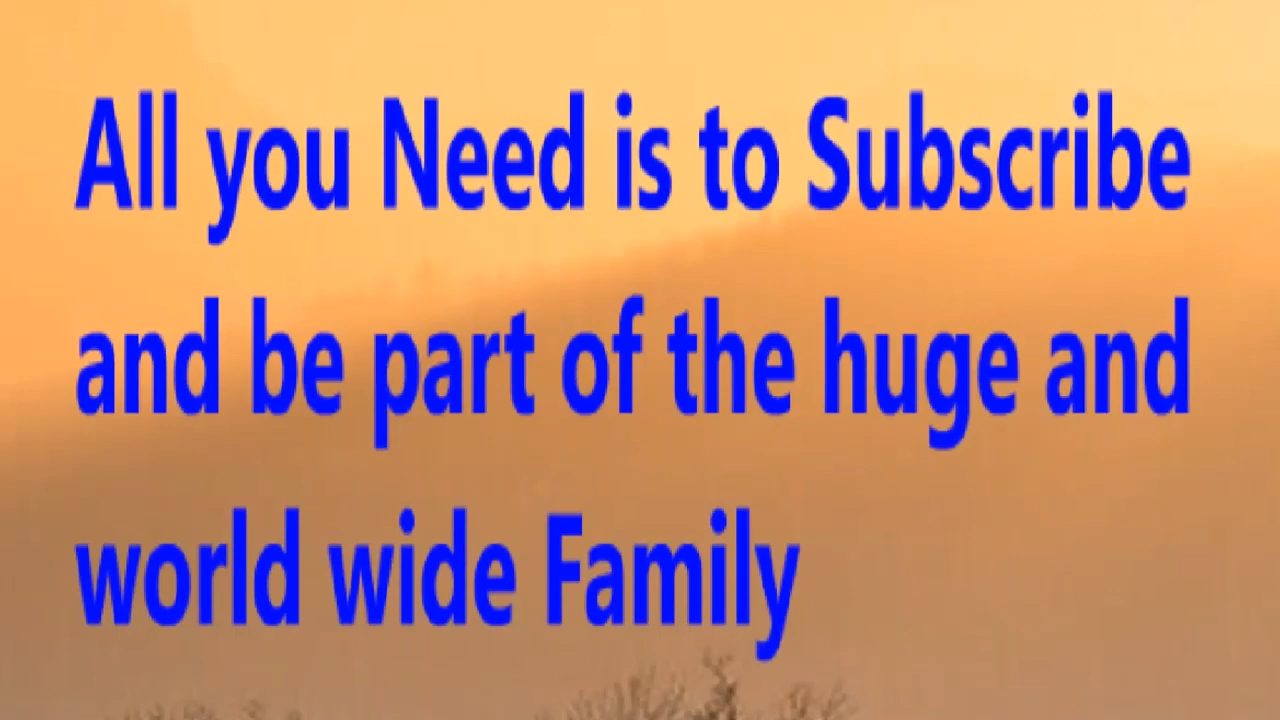 All you Need is to Subscribe
and be part of the huge and
world wide Family